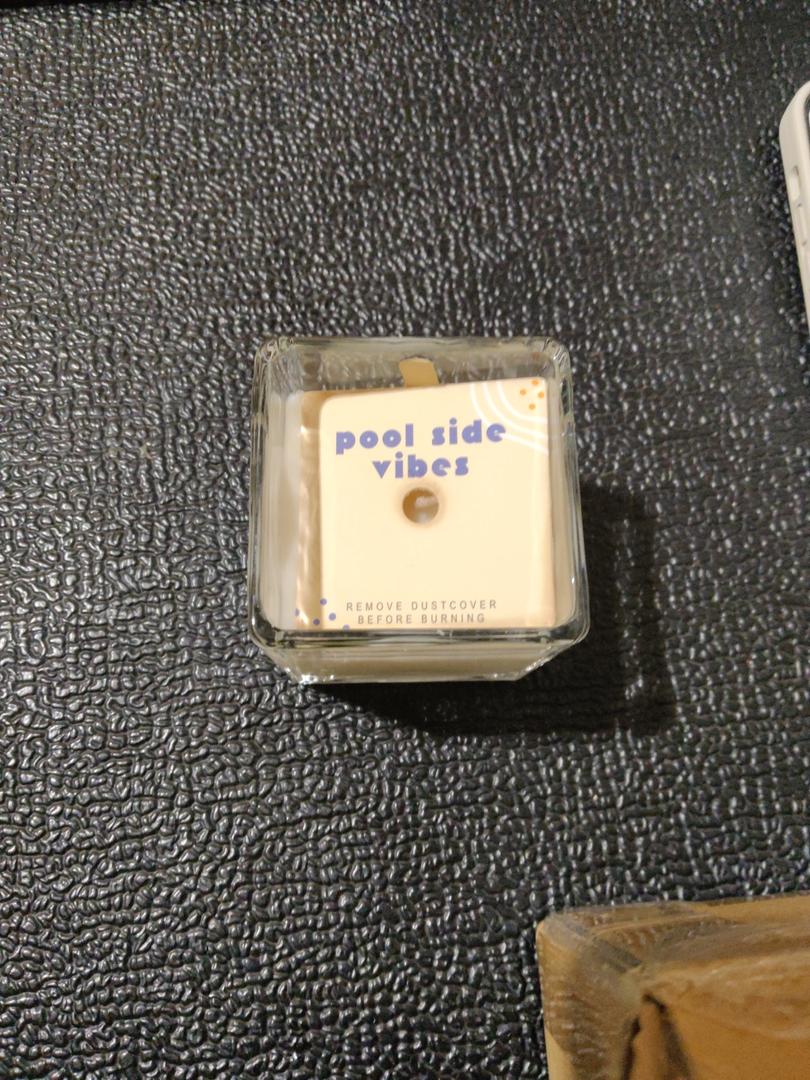 pool side
vibes
REMOVE DUSTCOVER
BEFORE BURNING